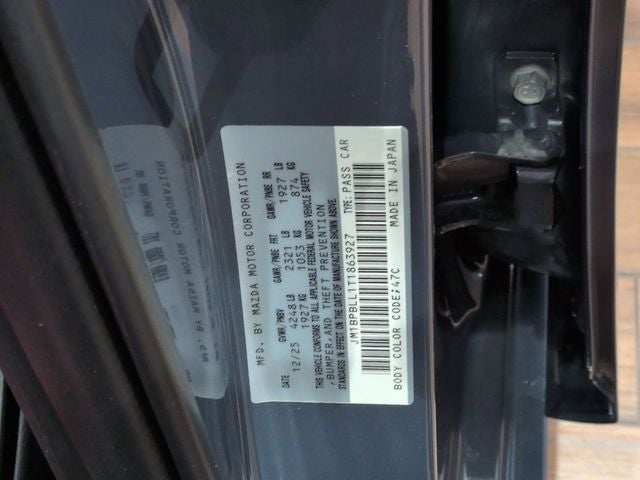 MFD. BY MAZDA MOTOR CORPORATION
DATE GVWR/PNBV GAWR/PNBE FRT GAWR/PNBE RR
12/25 4248 LB 2321 LB 1927 LB
1927 KG 1053 KG 874 KG
THIS VEHICLE CONFORMS TO ALL APPLICABLE FEDERAL MOTOR VEHICLE SAFETY
,BUMPER,AND THEFT PREVENTION
STANDARDS IN EFFECT ON THE DATE OF MANUFACTURE SHOWN ABOVE.
JM1BPBLL1T1863927 TYPE:PASS CAR
BODY COLOR CODE:47C MADE IN JAPAN